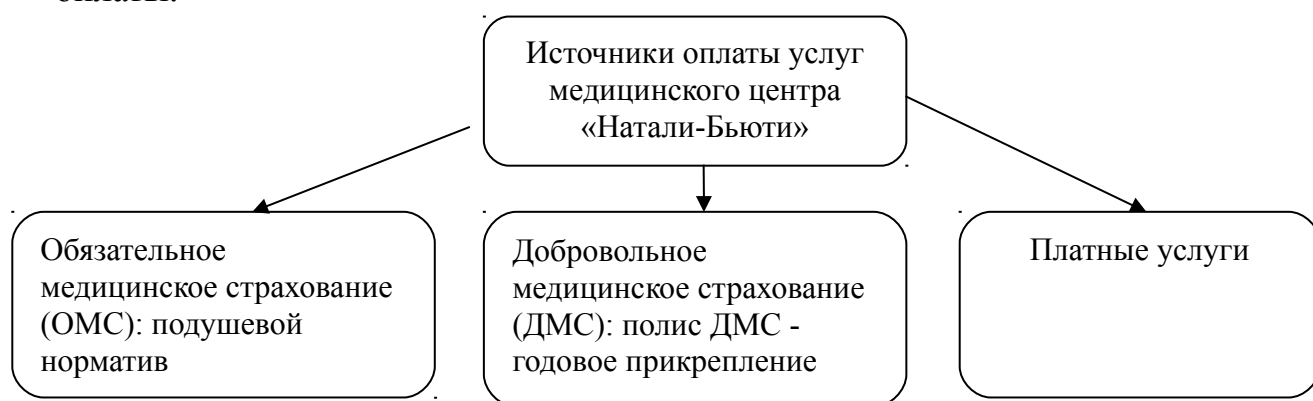 Источники оплаты услуг
медицинского центра
«Натали-Бьюти»
Обязательное
медицинское страхование
(ОМС): подушевой
норматив
Добровольное
медицинское страхование
(ДМС): полис ДМС -
годовое прикрепление
Платные услуги